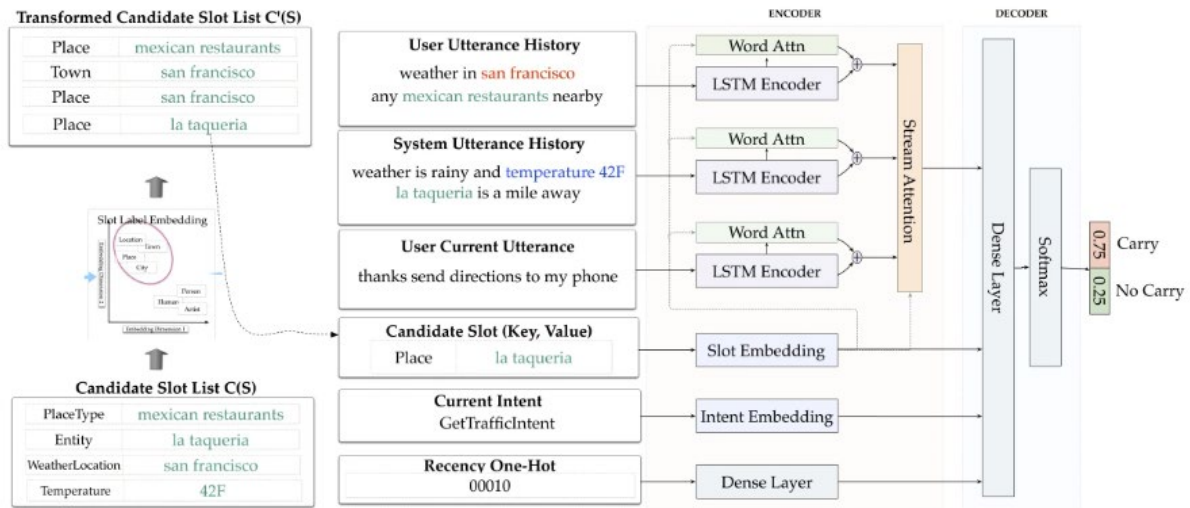 Transformed Candidate Slot List C'(S)
Place mexican restaurants
Town san francisco
Place san francisco
Place la taqueria
Slot Label Embedding
Location
Town
Place
City
Person
Human
Artist
Embedding Dimension 2
Embedding Dimension 1
Candidate Slot List C(S)
PlaceType mexican restaurants
Entity la taqueria
WeatherLocation san francisco
Temperature 42F
User Utterance History
weather in san francisco
any mexican restaurants nearby
System Utterance History
weather is rainy and temperature 42F
la taqueria is a mile away
User Current Utterance
thanks send directions to my phone
Candidate Slot (Key, Value)
Place la taqueria
Current Intent
GetTrafficIntent
Recency One-Hot
00010
ENCODER
Word Attn
LSTM Encoder
Word Attn
LSTM Encoder
Word Attn
LSTM Encoder
Stream Attention
Slot Embedding
Intent Embedding
Dense Layer
DECODER
Dense Layer
Softmax
0.75 Carry
0.25 No Carry